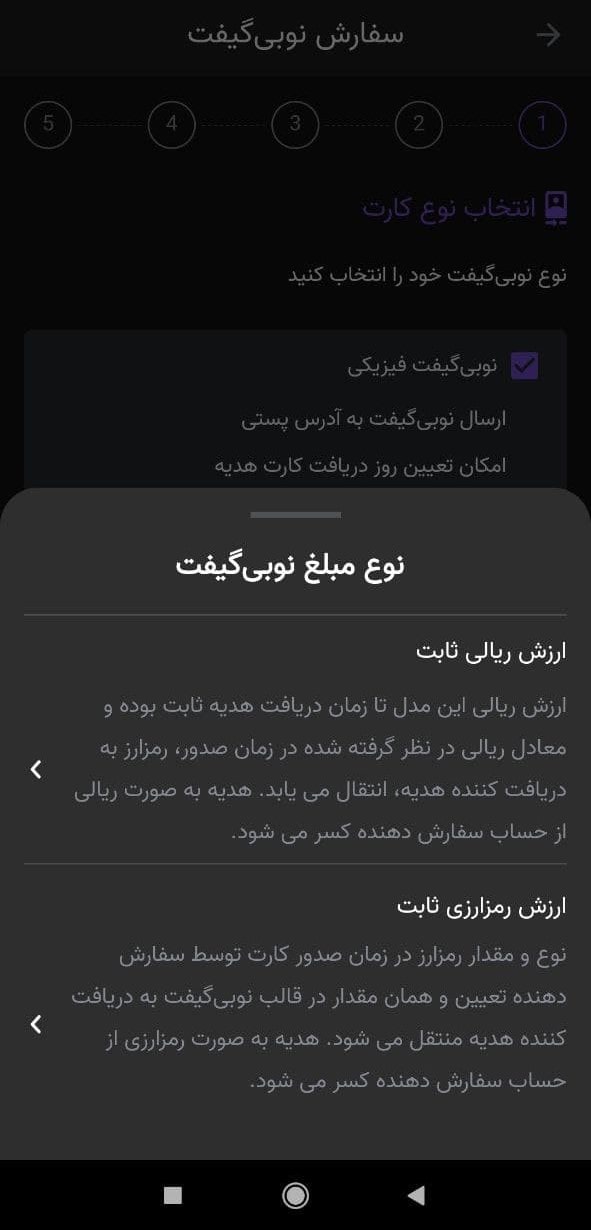 سفارش نوبی‌گیفت
1 2 3 4 5
انتخاب نوع کارت
نوع نوبی‌گیفت خود را انتخاب کنید
نوبی‌گیفت فیزیکی
ارسال نوبی‌گیفت به آدرس پستی
امکان تعیین روز دریافت کارت هدیه
نوع مبلغ نوبی‌گیفت
ارزش ریالی ثابت
ارزش ریالی این مدل تا زمان دریافت هدیه ثابت بوده و
معادل ریالی در نظر گرفته شده در زمان صدور، رمزارز به
دریافت کننده هدیه، انتقال می یابد. هدیه به صورت ریالی
از حساب سفارش دهنده کسر می شود.
ارزش رمزارزی ثابت
نوع و مقدار رمزارز در زمان صدور کارت توسط سفارش
دهنده تعیین و همان مقدار در قالب نوبی‌گیفت به دریافت
کننده هدیه منتقل می شود. هدیه به صورت رمزارزی از
حساب سفارش دهنده کسر می شود.